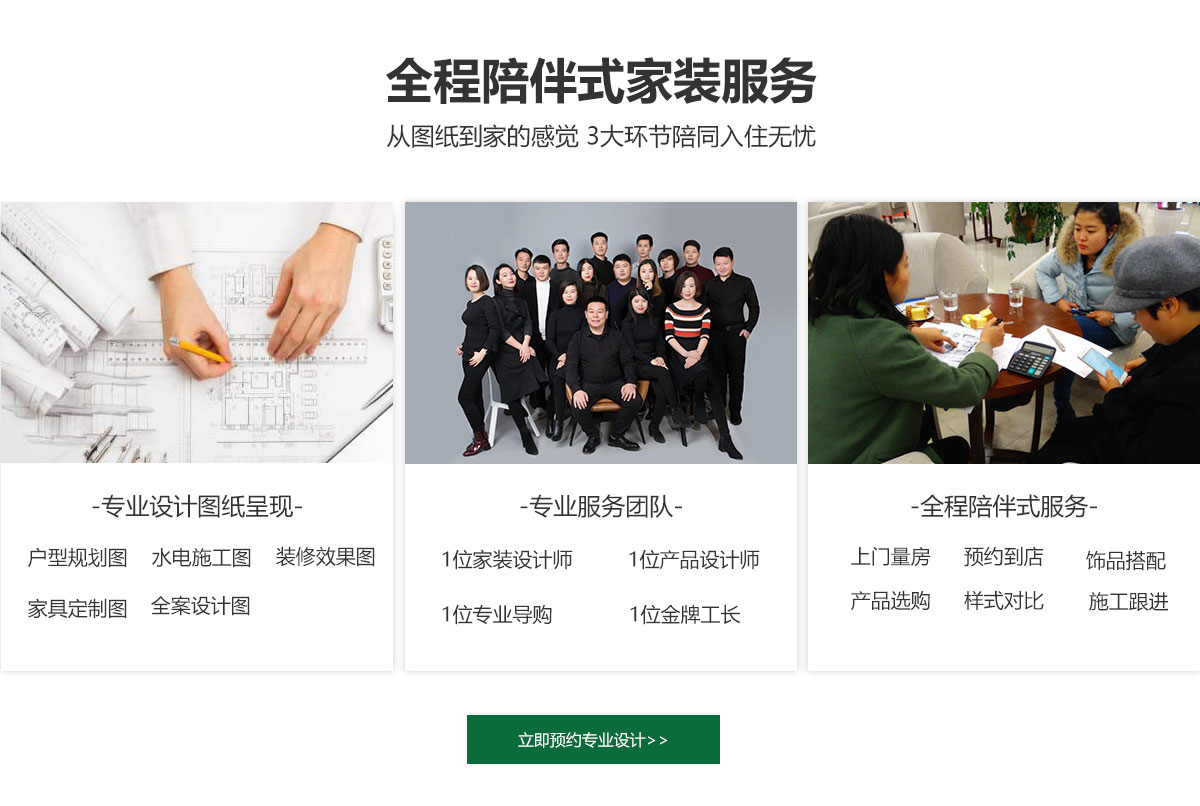 全程陪伴式家装服务
从图纸到家的感觉 3大环节陪同入住无忧
-专业设计图纸呈现-
户型规划图 水电施工图 装修效果图
家具定制图 全案设计图
-专业服务团队-
1位家装设计师 1位产品设计师
1位专业导购 1位金牌工长
-全程陪伴式服务-
上门量房 预约到店 饰品搭配
产品选购 样式对比 施工跟进
立即预约专业设计>>